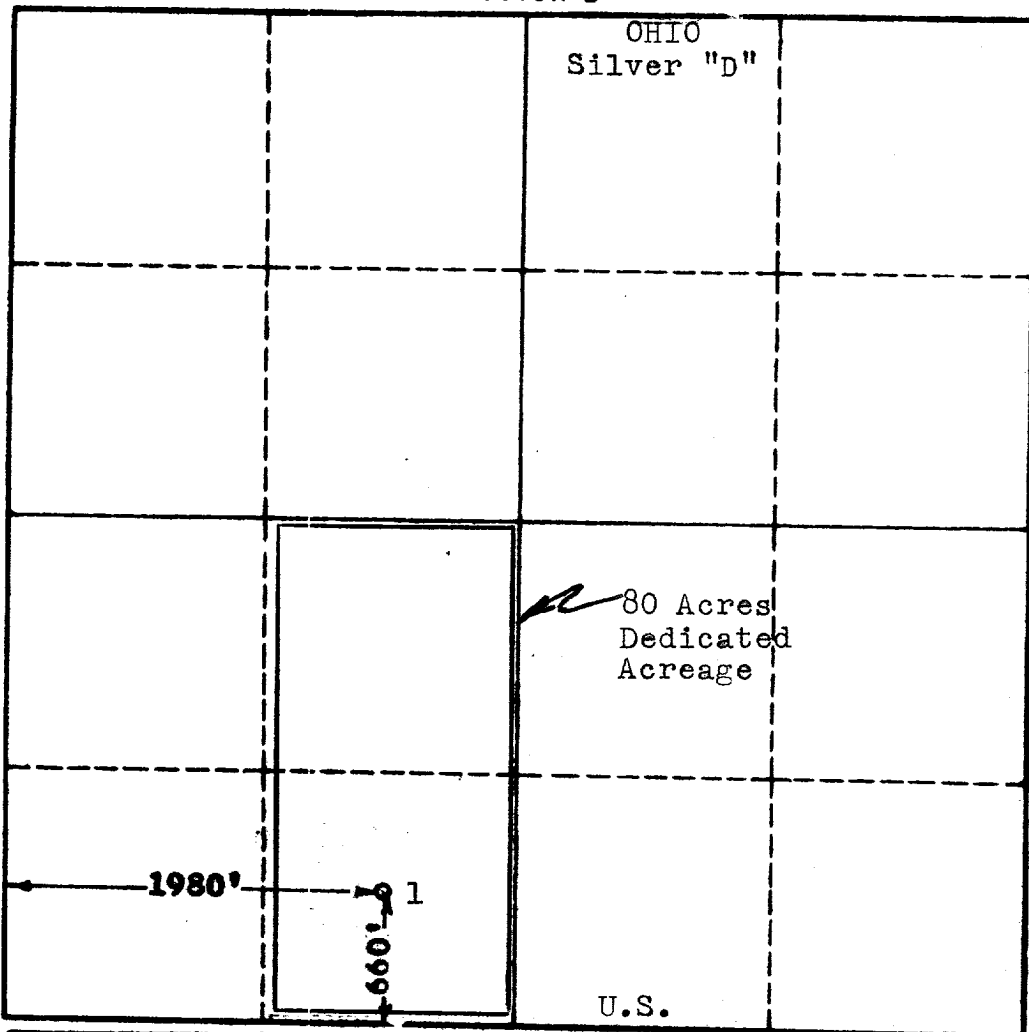 OHIO
Silver "D"
80 Acres
Dedicated
Acreage
1980'
1
660'
U.S.